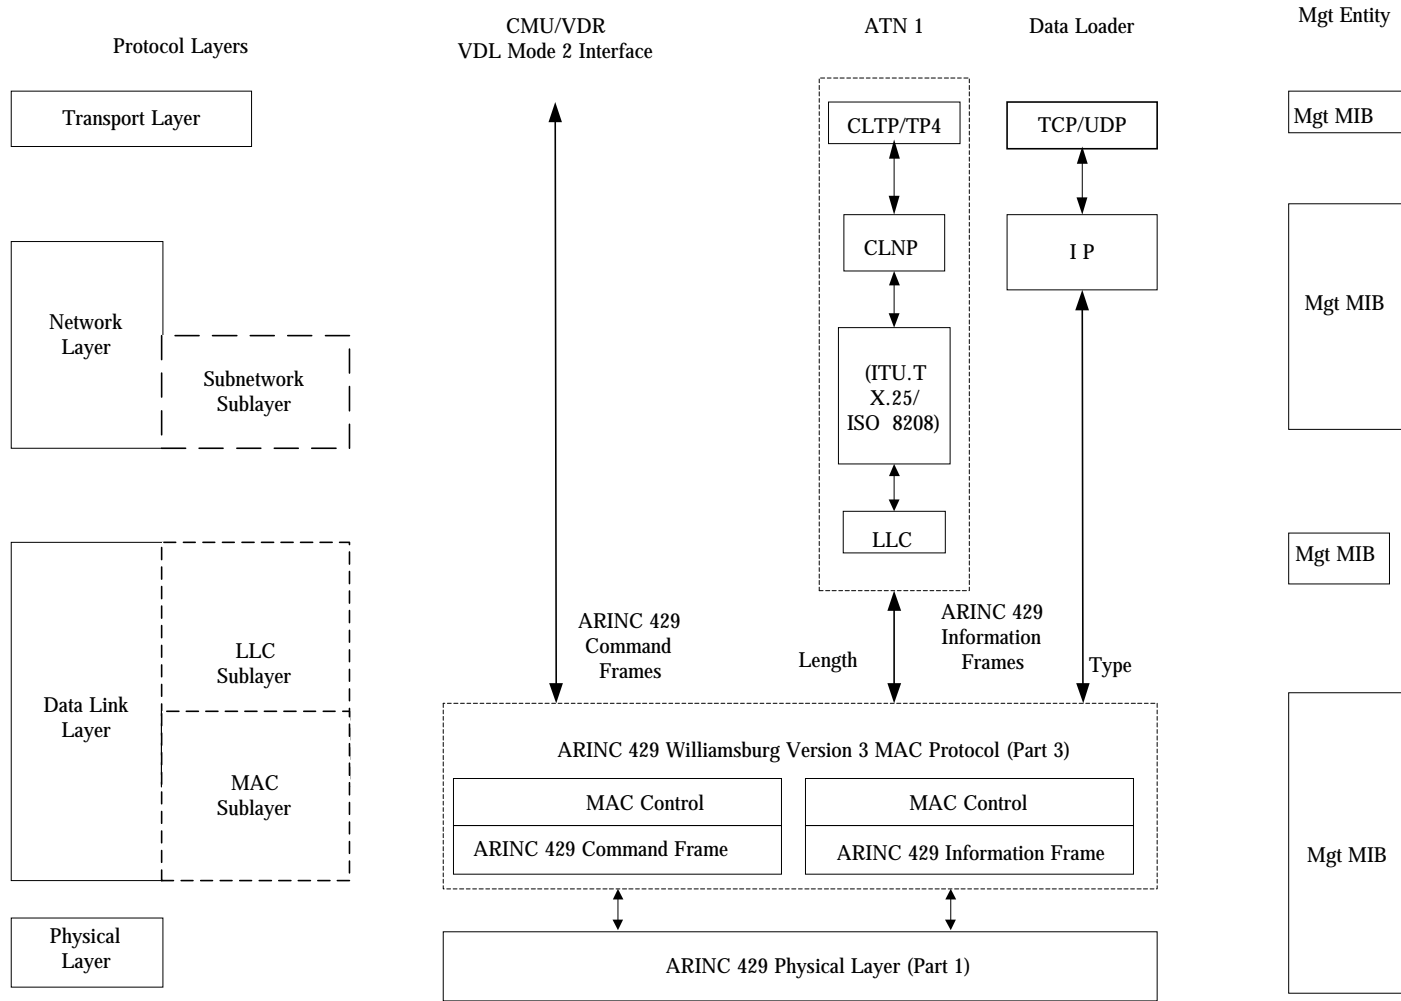 Protocol Layers
CMU/VDR
VDL Mode 2 Interface
ATN 1
Data Loader
Mgt Entity
Transport Layer
CLTP/TP4
TCP/UDP
Mgt MIB
Network
Layer
Subnetwork
Sublayer
CLNP
I P
Mgt MIB
(ITU.T
X.25/
ISO 8208)
LLC
Mgt MIB
Data Link
Layer
LLC
Sublayer
MAC
Sublayer
ARINC 429
Command
Frames
Length
ARINC 429
Information
Frames
Type
ARINC 429 Williamsburg Version 3 MAC Protocol (Part 3)
MAC Control
ARINC 429 Command Frame
MAC Control
ARINC 429 Information Frame
Mgt MIB
Physical
Layer
ARINC 429 Physical Layer (Part 1)